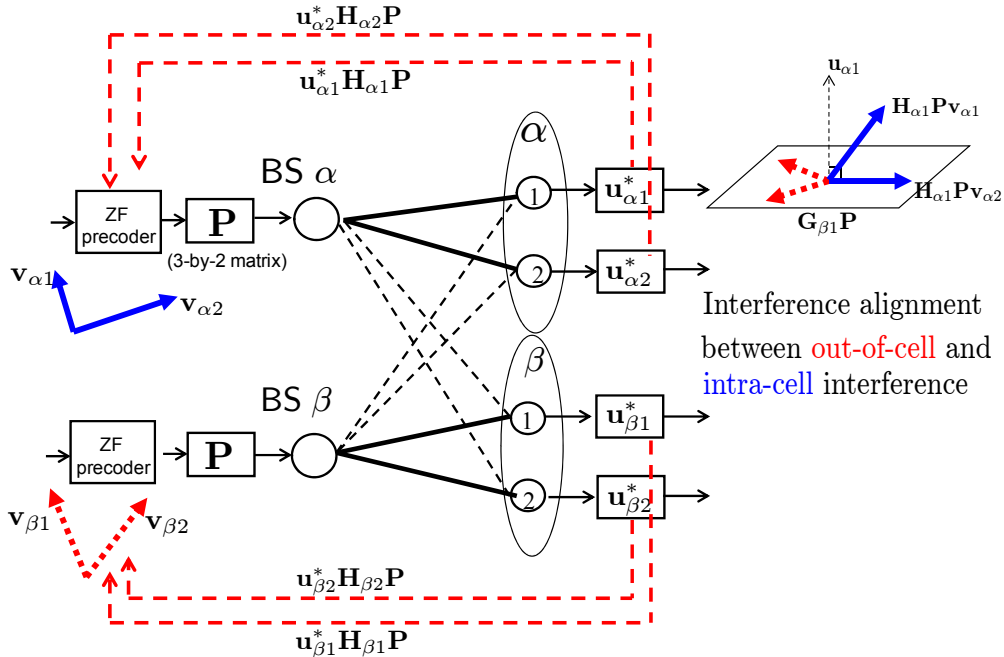 u*α2Hα2P
u*α1Hα1P
α
1
u*α1
2
u*α2
BS α
ZF
precoder
P
(3-by-2 matrix)
vα1
vα2
uα1
Hα1Pvα1
Hα1Pvα2
Gβ1P
Interference alignment
between out-of-cell and
intra-cell interference
β
1
u*β1
2
u*β2
BS β
ZF
precoder
P
vβ1
vβ2
u*β2Hβ2P
u*β1Hβ1P